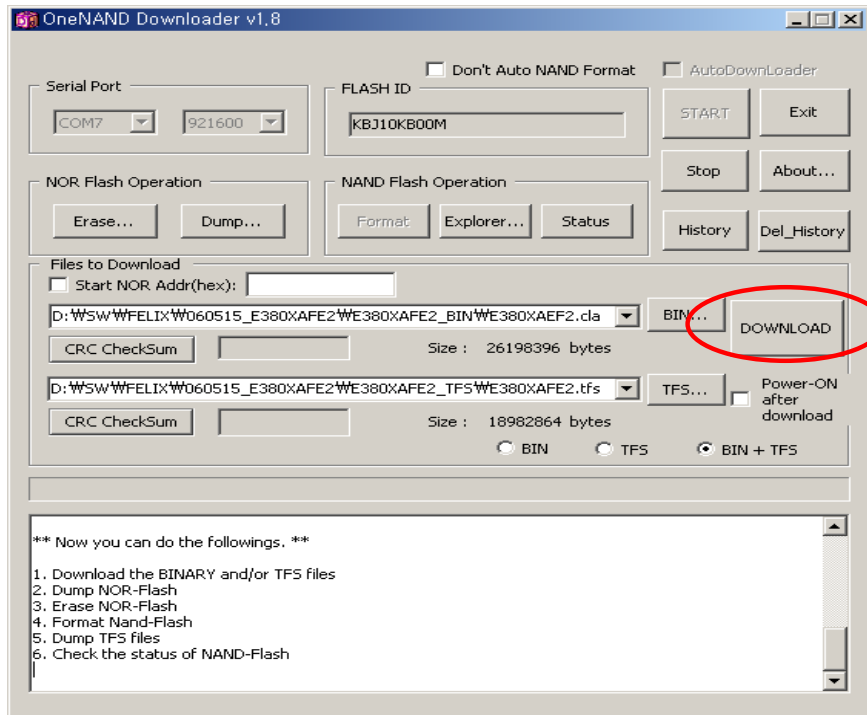 OneNAND Downloader v1.8
Don't Auto NAND Format
AutoDownLoader
Serial Port
FLASH ID
COM7
921600
KBJ10KB00M
START
Exit
Stop
About...
NOR Flash Operation
NAND Flash Operation
Erase...
Dump...
Format
Explorer...
Status
History
Del_History
Files to Download
Start NOR Addr(hex):
D:₩SW₩FELIX₩060515_E380XAFE2₩E380XAFE2_BIN₩E380XAEF2.cla
BIN...
DOWNLOAD
CRC CheckSum
Size : 26198396 bytes
D:₩SW₩FELIX₩060515_E380XAFE2₩E380XAFE2_TFS₩E380XAFE2.tfs
TFS...
Power-ON
after
download
CRC CheckSum
Size : 18982864 bytes
BIN
TFS
BIN + TFS
** Now you can do the followings. **
1. Download the BINARY and/or TFS files
2. Dump NOR-Flash
3. Erase NOR-Flash
4. Format Nand-Flash
5. Dump TFS files
6. Check the status of NAND-Flash